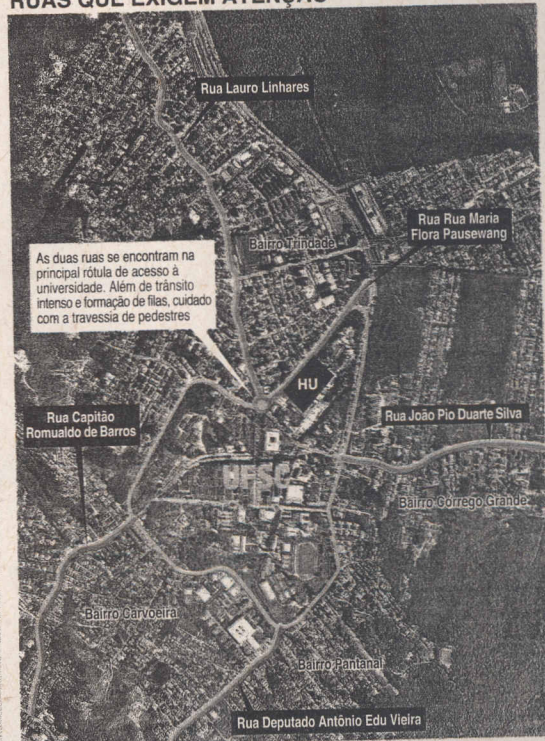 RUAS QUE EXIGEM ATENÇÃO
Rua Lauro Linhares
Rua Rua Maria
Flora Pausewang
Bairro Trindade
As duas ruas se encontram na
principal rótula de acesso à
universidade. Além de trânsito
intenso e formação de filas, cuidado
com a travessia de pedestres
HU
Rua Capitão
Romualdo de Barros
Rua João Pio Duarte Silva
UFSC
Bairro Córrego Grande
Bairro Carvoeira
Bairro Pantanal
Rua Deputado Antônio Edu Vieira